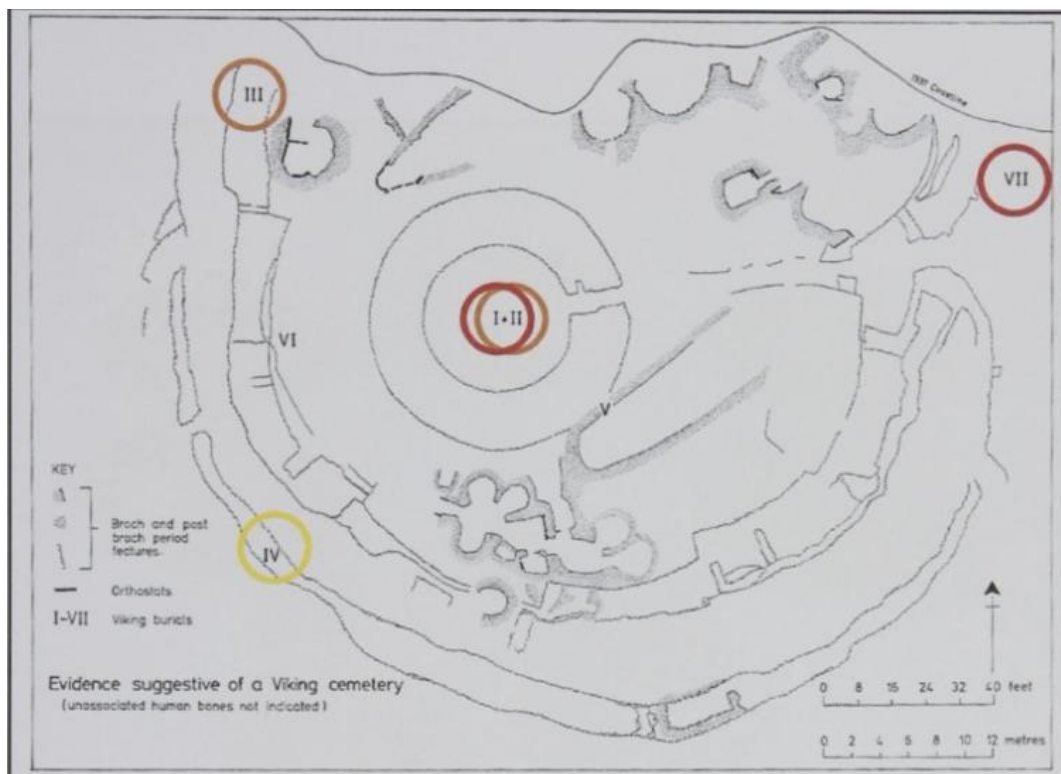 III
1937 Coastline
VII
I+II
VI
V
KEY
Broch and post
broch period
features.
IV
Orthostats
I-VII Viking burials
Evidence suggestive of a Viking cemetery
(unassociated human bones not indicated)
0 8 16 24 32 40 feet
0 2 4 6 8 10 12 metres